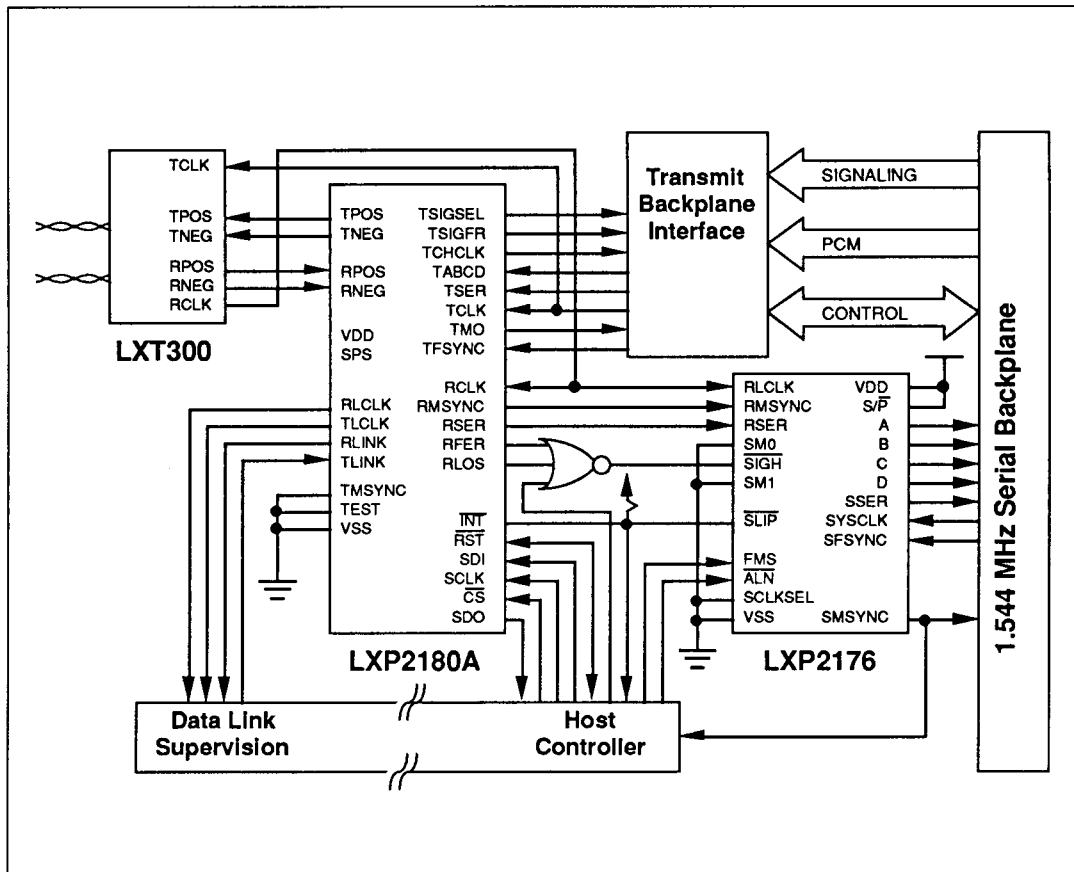 TCLK
TPOS
TNEG
RPOS
RNEG
RCLK
LXT300
TPOS
TNEG
RPOS
RNEG
VDD
SPS
RLCLK
TLCLK
RLINK
TLINK
TMSYNC
TEST
VSS
TSIGSEL
TSIGFR
TCHCLK
TABCD
TSER
TCLK
TMO
TFSYNC
RCLK
RMSYNC
RSER
RFER
RLOS
INT
RST
SDI
SCLK
CS
SDO
LXP2180A
Transmit
Backplane
Interface
SIGNALING
PCM
CONTROL
RLCLK
RMSYNC
RSER
SM0
SIGH
SM1
SLIP
FMS
ALN
SCLKSEL
VSS
VDD
S/P
A
B
C
D
SSER
SYSCLK
SFSYNC
SMSYNC
LXP2176
1.544 MHz Serial Backplane
Data Link
Supervision
Host
Controller